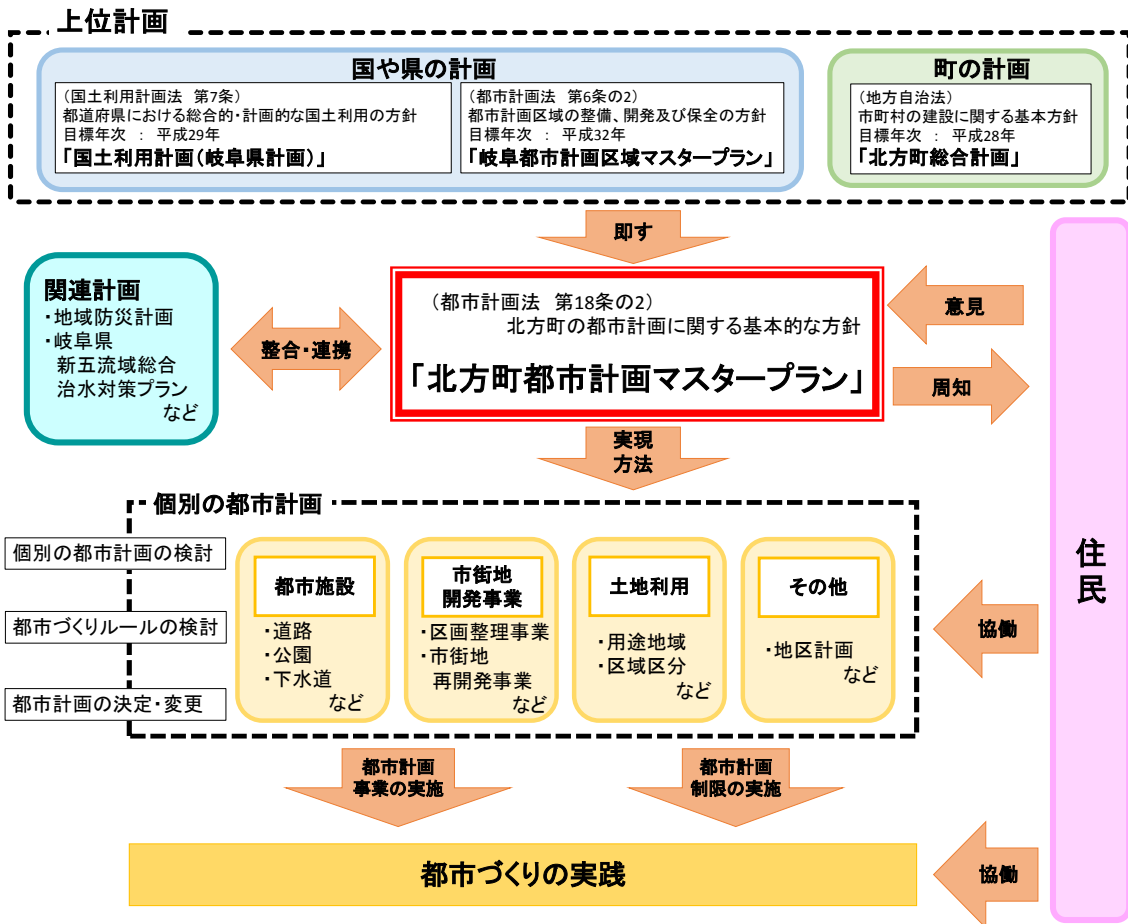 上位計画
国や県の計画
(国土利用計画法　第7条)
都道府県における総合的・計画的な国土利用の方針
目標年次　：　平成29年
「国土利用計画(岐阜県計画)」
(都市計画法　第6条の2)
都市計画区域の整備、開発及び保全の方針
目標年次　：　平成32年
「岐阜都市計画区域マスタープラン」
町の計画
(地方自治法)
市町村の建設に関する基本方針
目標年次　：　平成28年
「北方町総合計画」
即す
関連計画
・地域防災計画
・岐阜県
新五流域総合
治水対策プラン
など
整合・連携
(都市計画法　第18条の2)
北方町の都市計画に関する基本的な方針
「北方町都市計画マスタープラン」
意見
周知
住民
実現
方法
個別の都市計画
個別の都市計画の検討
都市づくりルールの検討
都市計画の決定・変更
都市施設
・道路
・公園
・下水道
など
市街地
開発事業
・区画整理事業
・市街地
再開発事業
など
土地利用
・用途地域
・区域区分
など
その他
・地区計画
など
協働
都市計画
事業の実施
都市計画
制限の実施
都市づくりの実践
協働